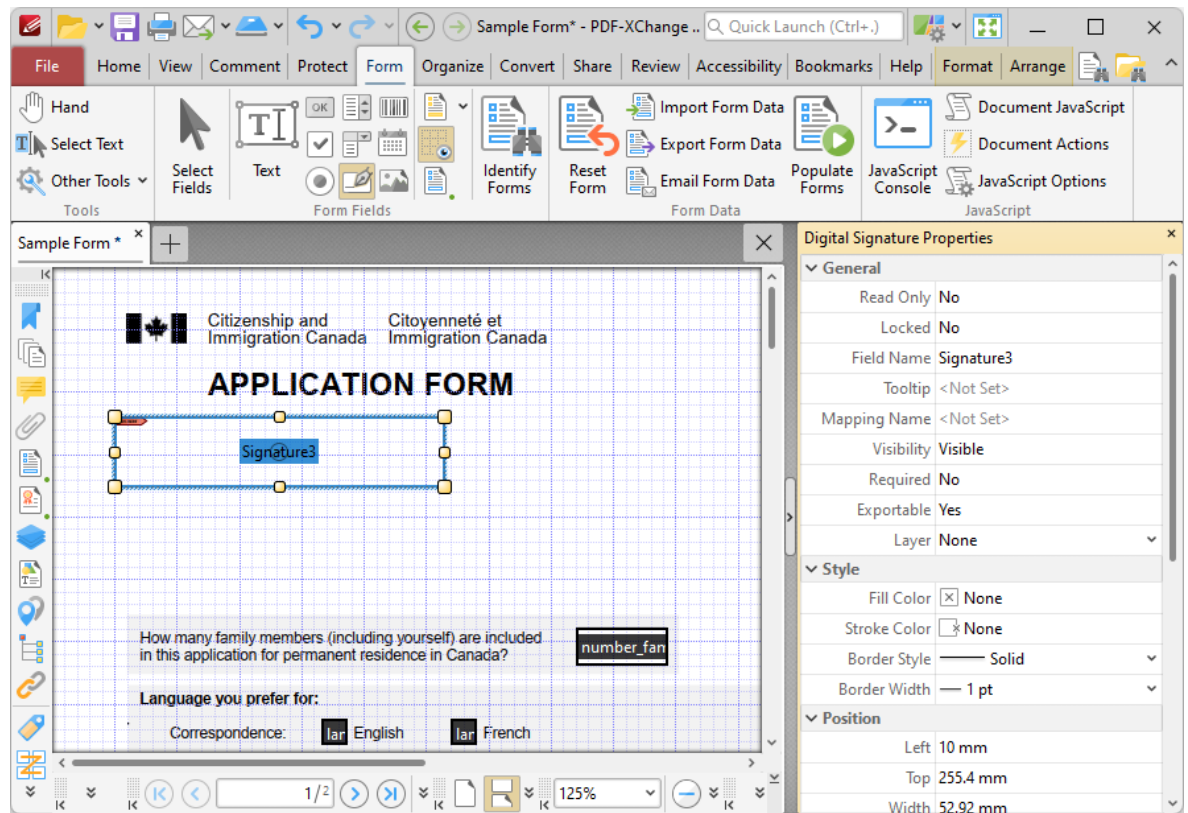 Sample Form* - PDF-XChange ..
Quick Launch (Ctrl+.)
File
Home
View
Comment
Protect
Form
Organize
Convert
Share
Review
Accessibility
Bookmarks
Help
Format
Arrange
Hand
Select Text
Other Tools
Tools
Select
Fields
Text
OK
Form Fields
Identify
Forms
Reset
Form
Import Form Data
Export Form Data
Email Form Data
Populate
Forms
Form Data
JavaScript
Console
Document JavaScript
Document Actions
JavaScript Options
JavaScript
Sample Form *
Citizenship and
Immigration Canada
Citoyenneté et
Immigration Canada
APPLICATION FORM
Signature3
How many family members (including yourself) are included
in this application for permanent residence in Canada?
number_fan
Language you prefer for:
Correspondence:
lar
English
lar
French
1/2
125%
Digital Signature Properties
General
Read Only No
Locked No
Field Name Signature3
Tooltip <Not Set>
Mapping Name <Not Set>
Visibility Visible
Required No
Exportable Yes
Layer None
Style
Fill Color None
Stroke Color None
Border Style Solid
Border Width 1 pt
Position
Left 10 mm
Top 255.4 mm
Width 52.92 mm